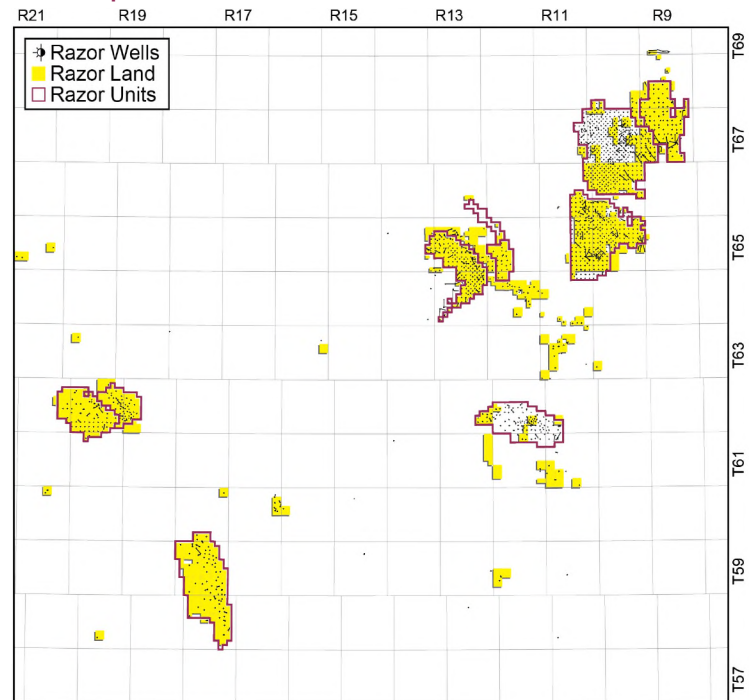 R21 R19 R17 R15 R13 R11 R9
Razor Wells
Razor Land
Razor Units
T69
T67
T65
T63
T61
T59
T57